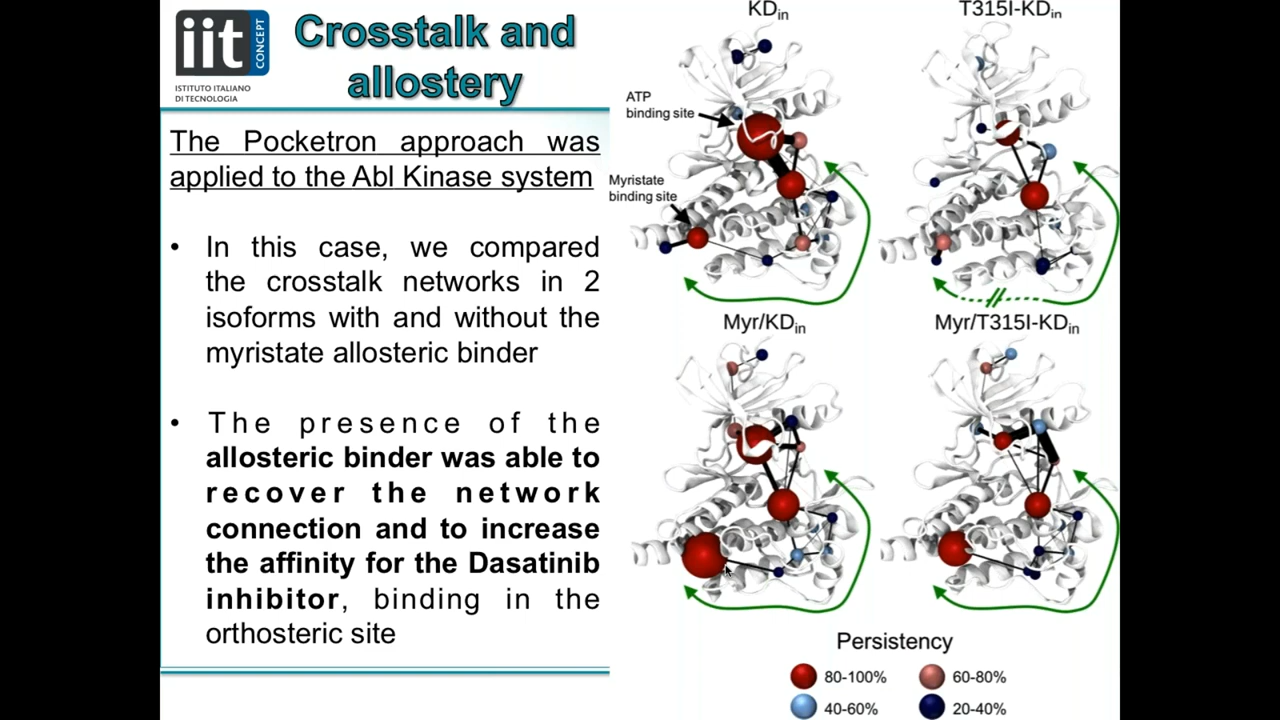 iit
CONCEPT
ISTITUTO ITALIANO
DI TECNOLOGIA
Crosstalk and
allostery
The Pocketron approach was
applied to the Abl Kinase system
• In this case, we compared
the crosstalk networks in 2
isoforms with and without the
myristate allosteric binder
• The presence of the
allosteric binder was able to
recover the network
connection and to increase
the affinity for the Dasatinib
inhibitor, binding in the
orthosteric site
KDin
T315I-KDin
ATP
binding site
Myristate
binding site
Myr/KDin
Myr/T315I-KDin
Persistency
80-100%
60-80%
40-60%
20-40%